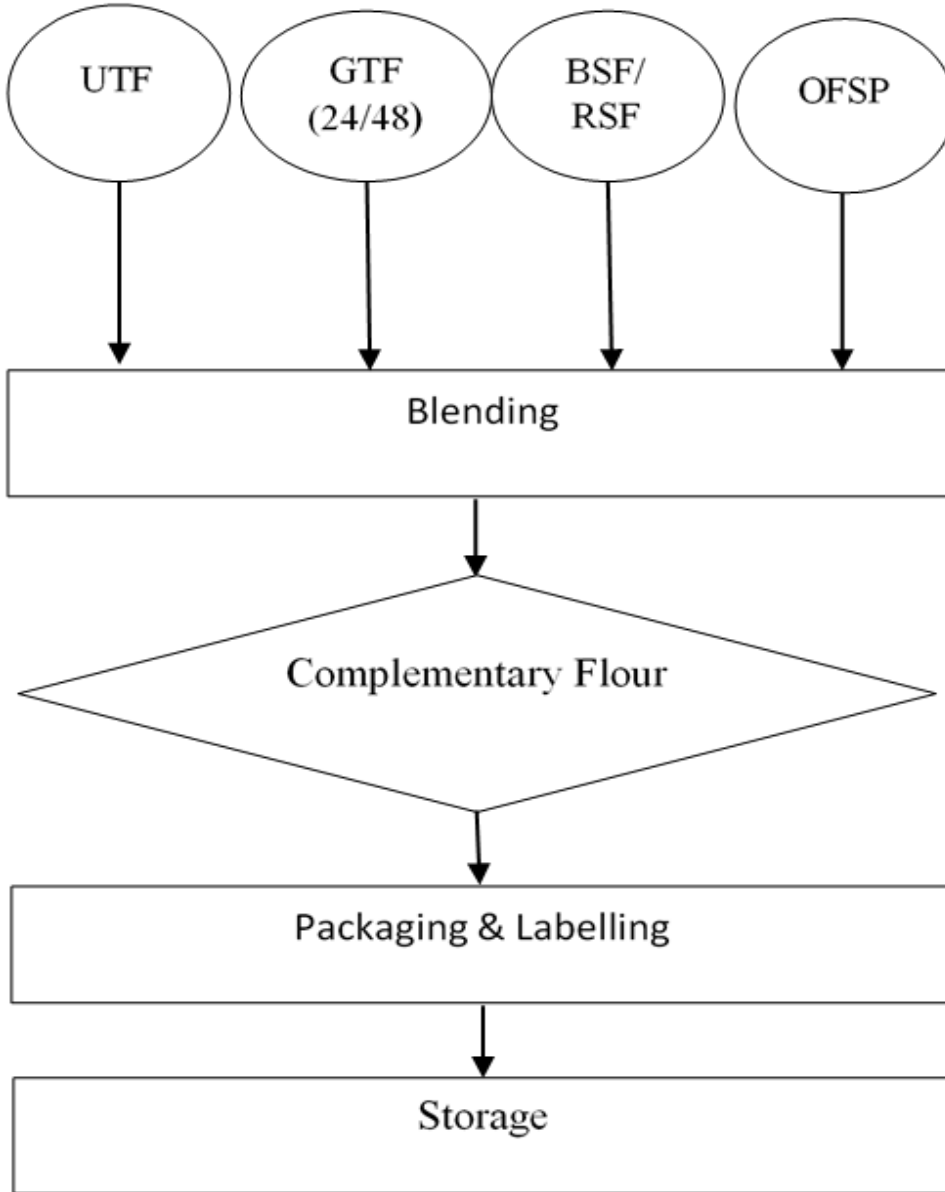 UTF
GTF
(24/48)
BSF/
RSF
OFSP
Blending
Complementary Flour
Packaging & Labelling
Storage